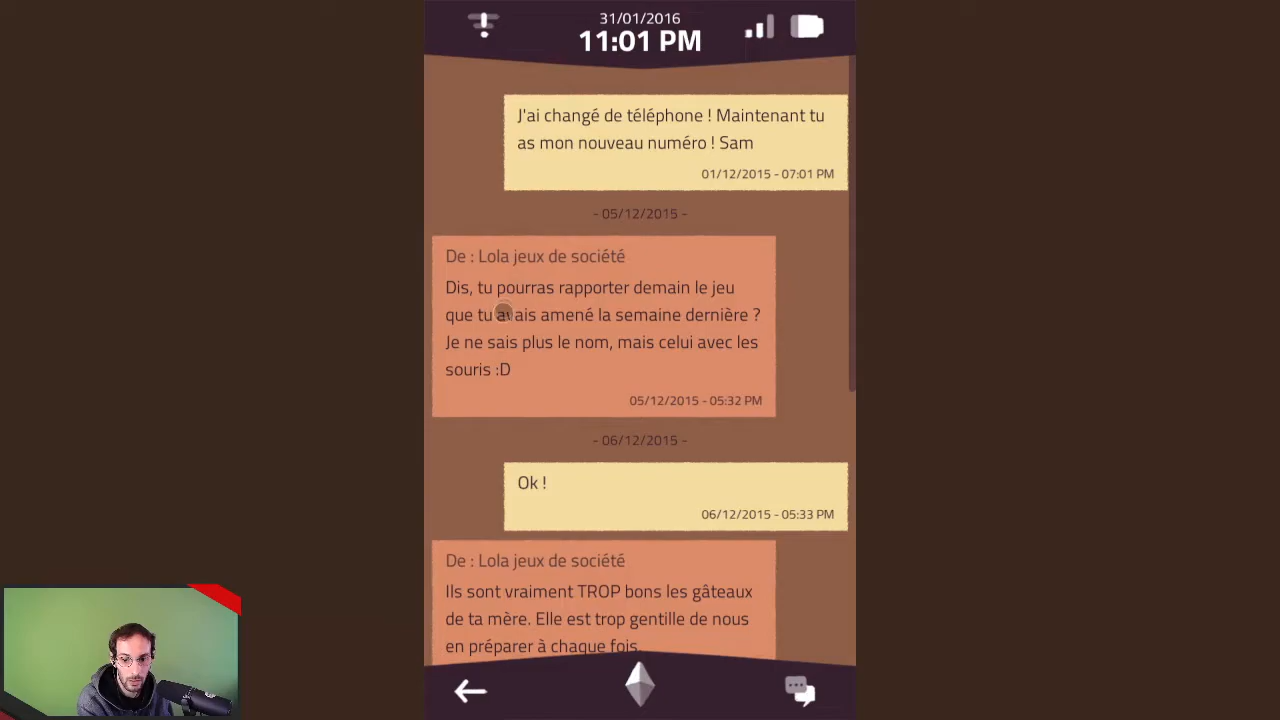 31/01/2016
11:01 PM
J'ai changé de téléphone ! Maintenant tu
as mon nouveau numéro ! Sam
01/12/2015 - 07:01 PM
- 05/12/2015 -
De : Lola jeux de société
Dis, tu pourras rapporter demain le jeu
que tu avais amené la semaine dernière ?
Je ne sais plus le nom, mais celui avec les
souris :D
05/12/2015 - 05:32 PM
- 06/12/2015 -
Ok !
06/12/2015 - 05:33 PM
De : Lola jeux de société
Ils sont vraiment TROP bons les gâteaux
de ta mère. Elle est trop gentille de nous
en préparer à chaque fois.